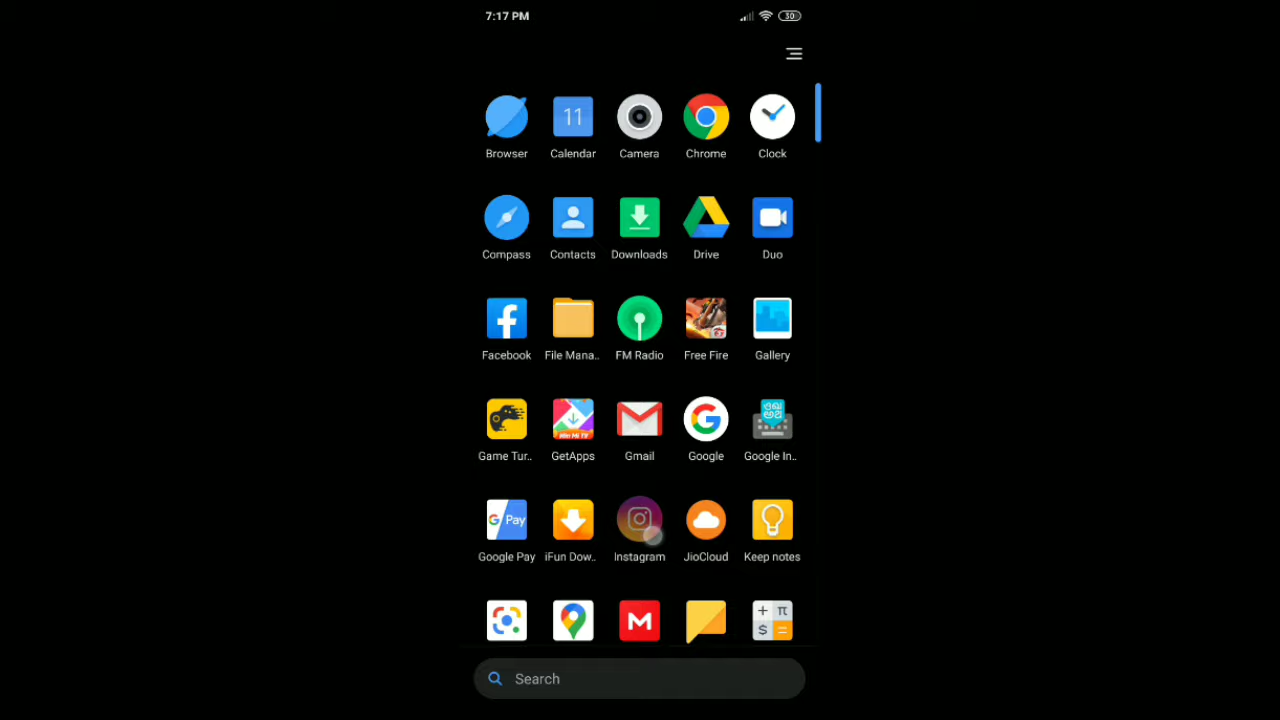 7:17 PM
30
11
Browser Calendar Camera Chrome Clock
Compass Contacts Downloads Drive Duo
Facebook File Mana.. FM Radio Free Fire Gallery
Game Tur.. GetApps Gmail Google Google In..
G Pay
Google Pay iFun Dow.. Instagram JioCloud Keep notes
Search